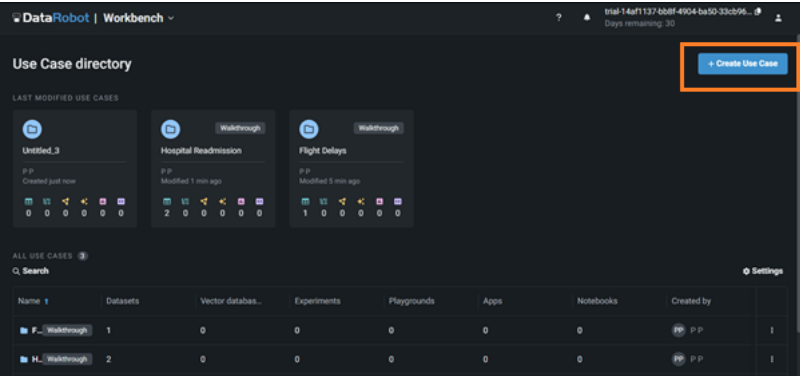 DataRobot | Workbench
?
trial-14af1137-bb8f-4904-ba50-33cb96...
Days remaining: 30
Use Case directory
+ Create Use Case
LAST MODIFIED USE CASES
Untitled_3
P P
Created just now
0 0 0 0 0 0
Walkthrough
Hospital Readmission
P P
Modified 1 min ago
2 0 0 0 0 0
Walkthrough
Flight Delays
P P
Modified 5 min ago
1 0 0 0 0 0
ALL USE CASES 3
Search
Settings
Name Datasets Vector databas... Experiments Playgrounds Apps Notebooks Created by
F... Walkthrough 1 0 0 0 0 0 PP P P
H... Walkthrough 2 0 0 0 0 0 PP P P